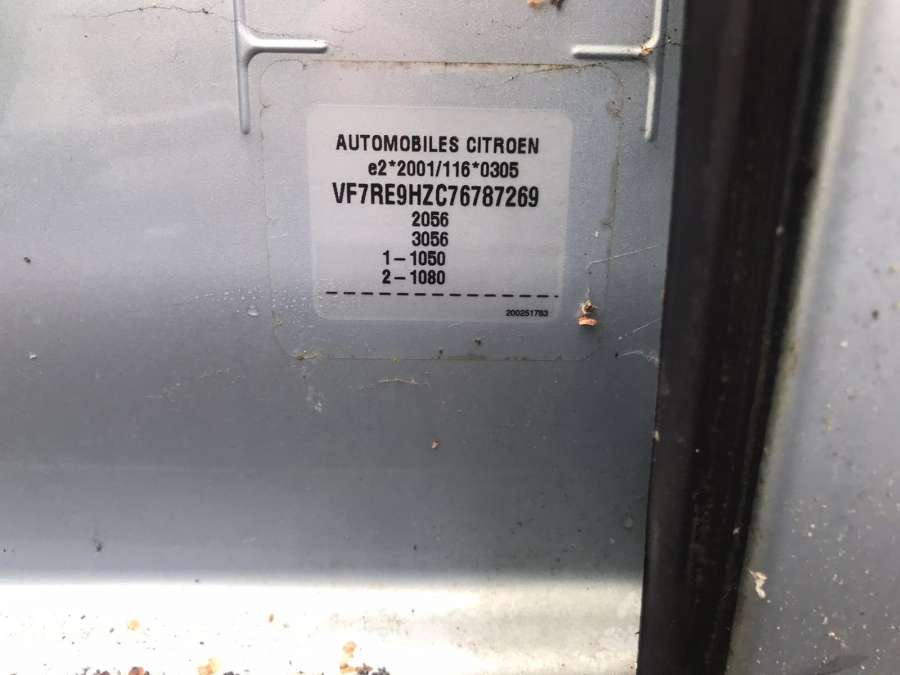 AUTOMOBILES CITROEN
e2*2001/116*0305
VF7RE9HZC76787269
2056
3056
1-1050
2-1080
200251783